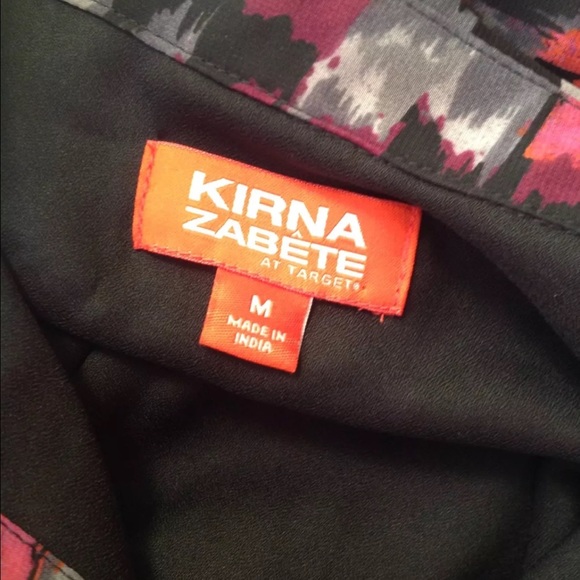 KIRNA
ZABÊTE
AT TARGET®
M
MADE IN
INDIA